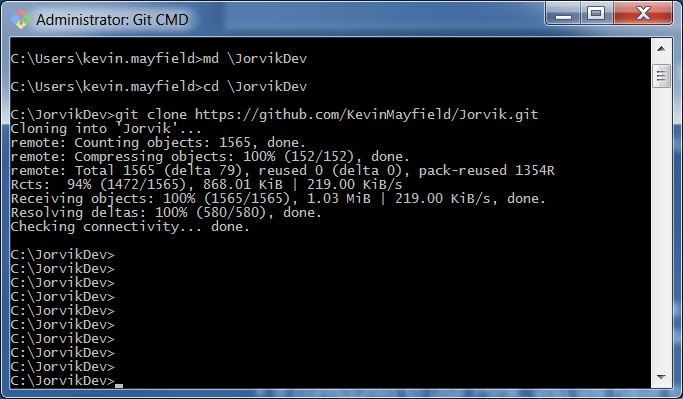 Administrator: Git CMD
C:\Users\kevin.mayfield>md \JorvikDev
C:\Users\kevin.mayfield>cd \JorvikDev
C:\JorvikDev>git clone https://github.com/KevinMayfield/Jorvik.git
Cloning into 'Jorvik'...
remote: Counting objects: 1565, done.
remote: Compressing objects: 100% (152/152), done.
remote: Total 1565 (delta 79), reused 0 (delta 0), pack-reused 1354R
Rcts:  94% (1472/1565), 868.01 KiB | 219.00 KiB/s
Receiving objects: 100% (1565/1565), 1.03 MiB | 219.00 KiB/s, done.
Resolving deltas: 100% (580/580), done.
Checking connectivity... done.
C:\JorvikDev>
C:\JorvikDev>
C:\JorvikDev>
C:\JorvikDev>
C:\JorvikDev>
C:\JorvikDev>
C:\JorvikDev>
C:\JorvikDev>
C:\JorvikDev>
C:\JorvikDev>